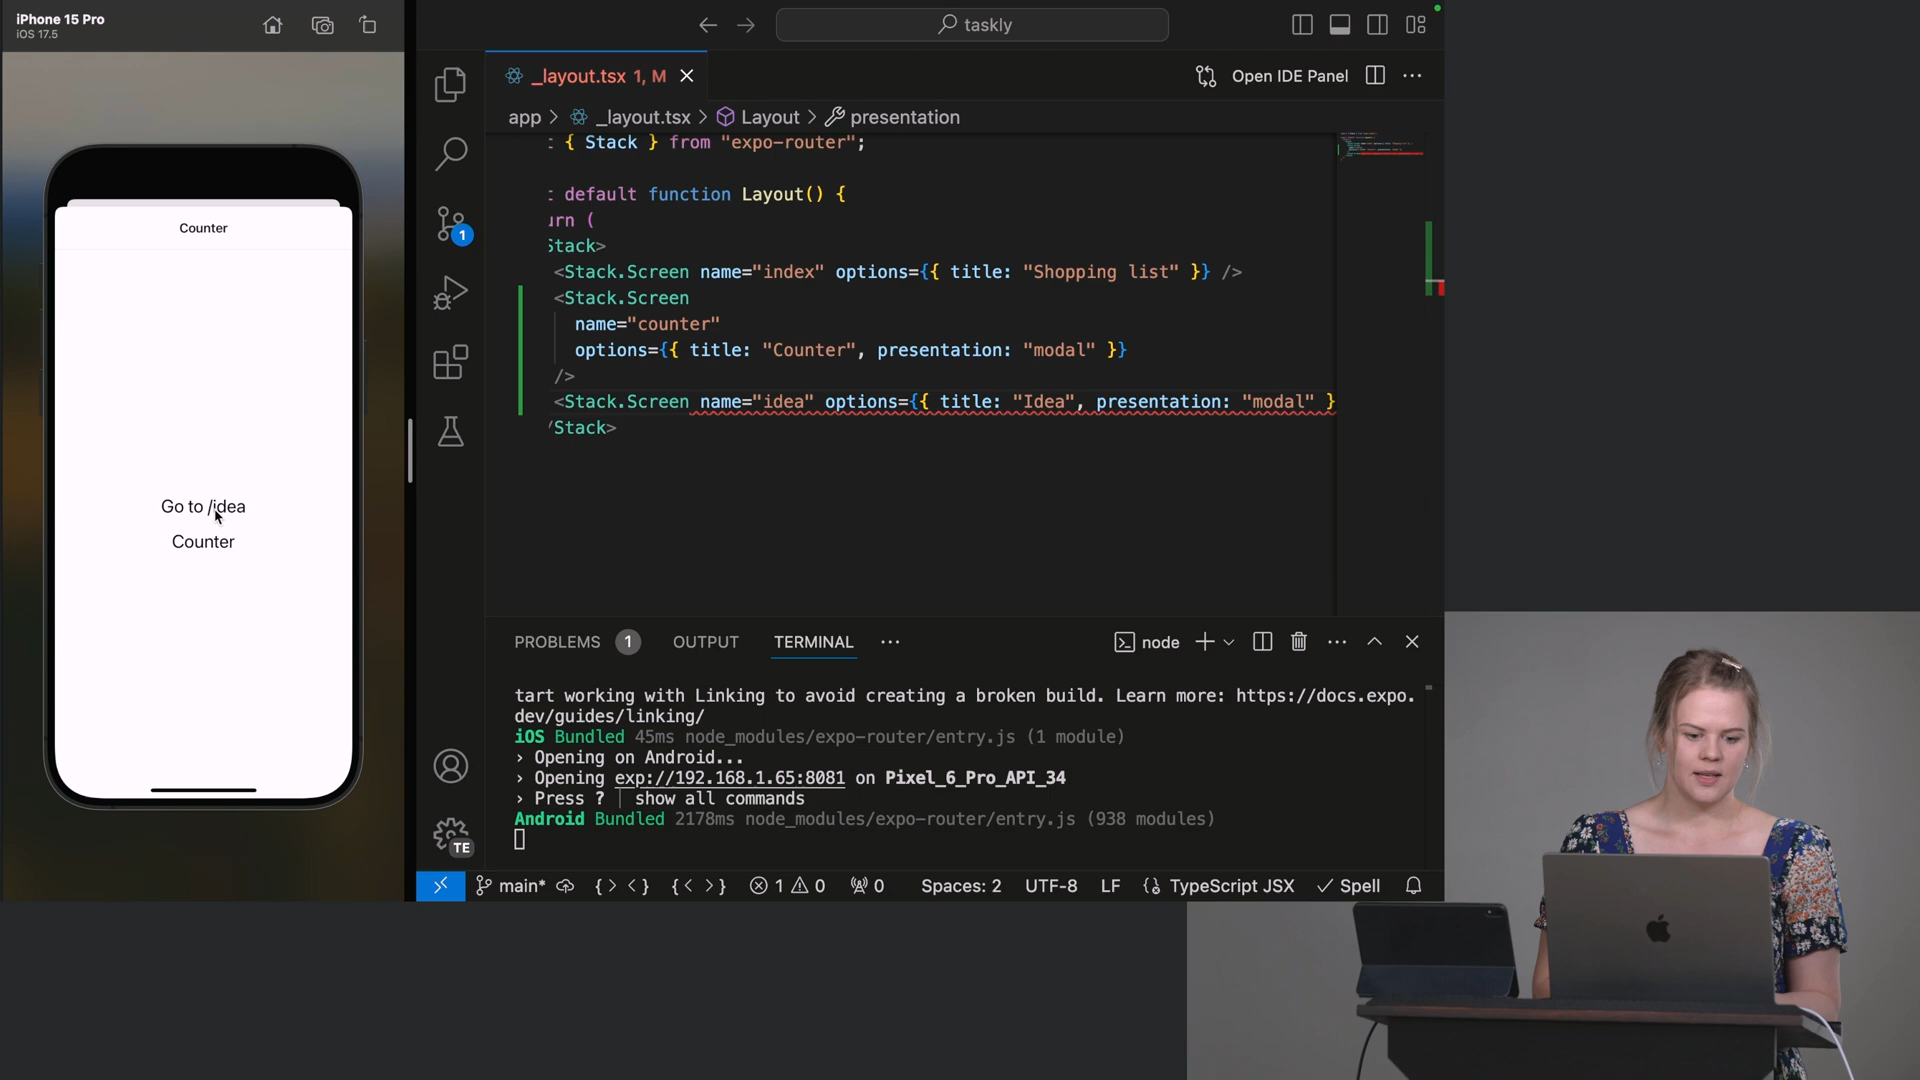 iPhone 15 Pro
iOS 17.5
Counter
Go to /idea
Counter
taskly
_layout.tsx 1, M
Open IDE Panel
app > _layout.tsx > Layout > presentation
{ Stack } from "expo-router";
default function Layout() {
urn (
Stack>
<Stack.Screen name="index" options={{ title: "Shopping list" }} />
<Stack.Screen
name="counter"
options={{ title: "Counter", presentation: "modal" }}
/>
<Stack.Screen name="idea" options={{ title: "Idea", presentation: "modal" }
/Stack>
1
PROBLEMS 1 OUTPUT TERMINAL ...
node
tart working with Linking to avoid creating a broken build. Learn more: https://docs.expo.
dev/guides/linking/
iOS Bundled 45ms node_modules/expo-router/entry.js (1 module)
› Opening on Android...
› Opening exp://192.168.1.65:8081 on Pixel_6_Pro_API_34
› Press ? │ show all commands
Android Bundled 2178ms node_modules/expo-router/entry.js (938 modules)
TE
main* {> <} {< >} 1 0 0 Spaces: 2 UTF-8 LF TypeScript JSX Spell